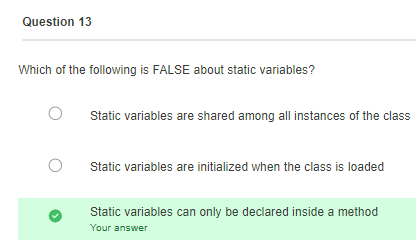 Question 13
Which of the following is FALSE about static variables?
Static variables are shared among all instances of the class
Static variables are initialized when the class is loaded
Static variables can only be declared inside a method
Your answer